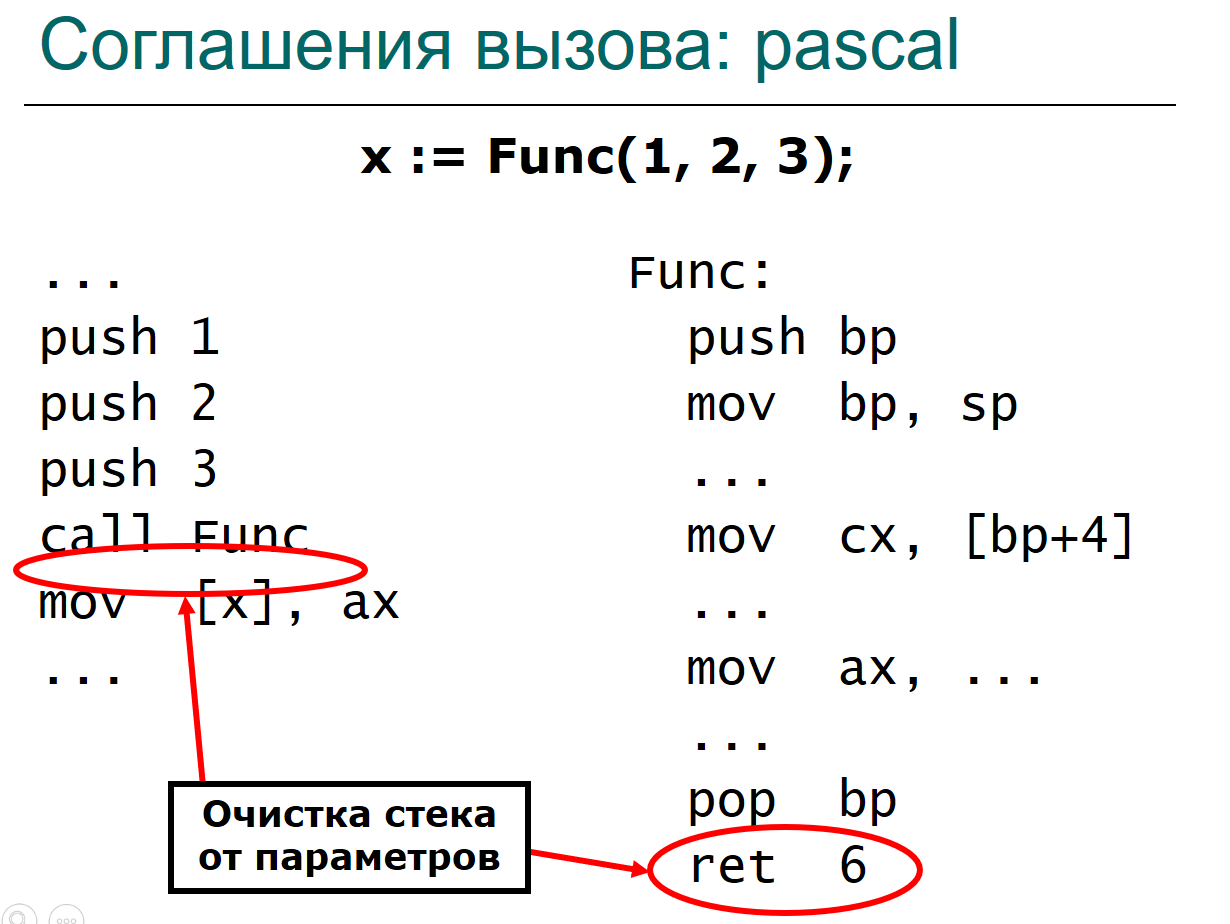 Соглашения вызова: pascal
x := Func(1, 2, 3);
...
push 1
push 2
push 3
call Func
mov [x], ax
...
Func:
push bp
mov bp, sp
...
mov cx, [bp+4]
...
mov ax, ...
...
pop bp
ret 6
Очистка стека
от параметров